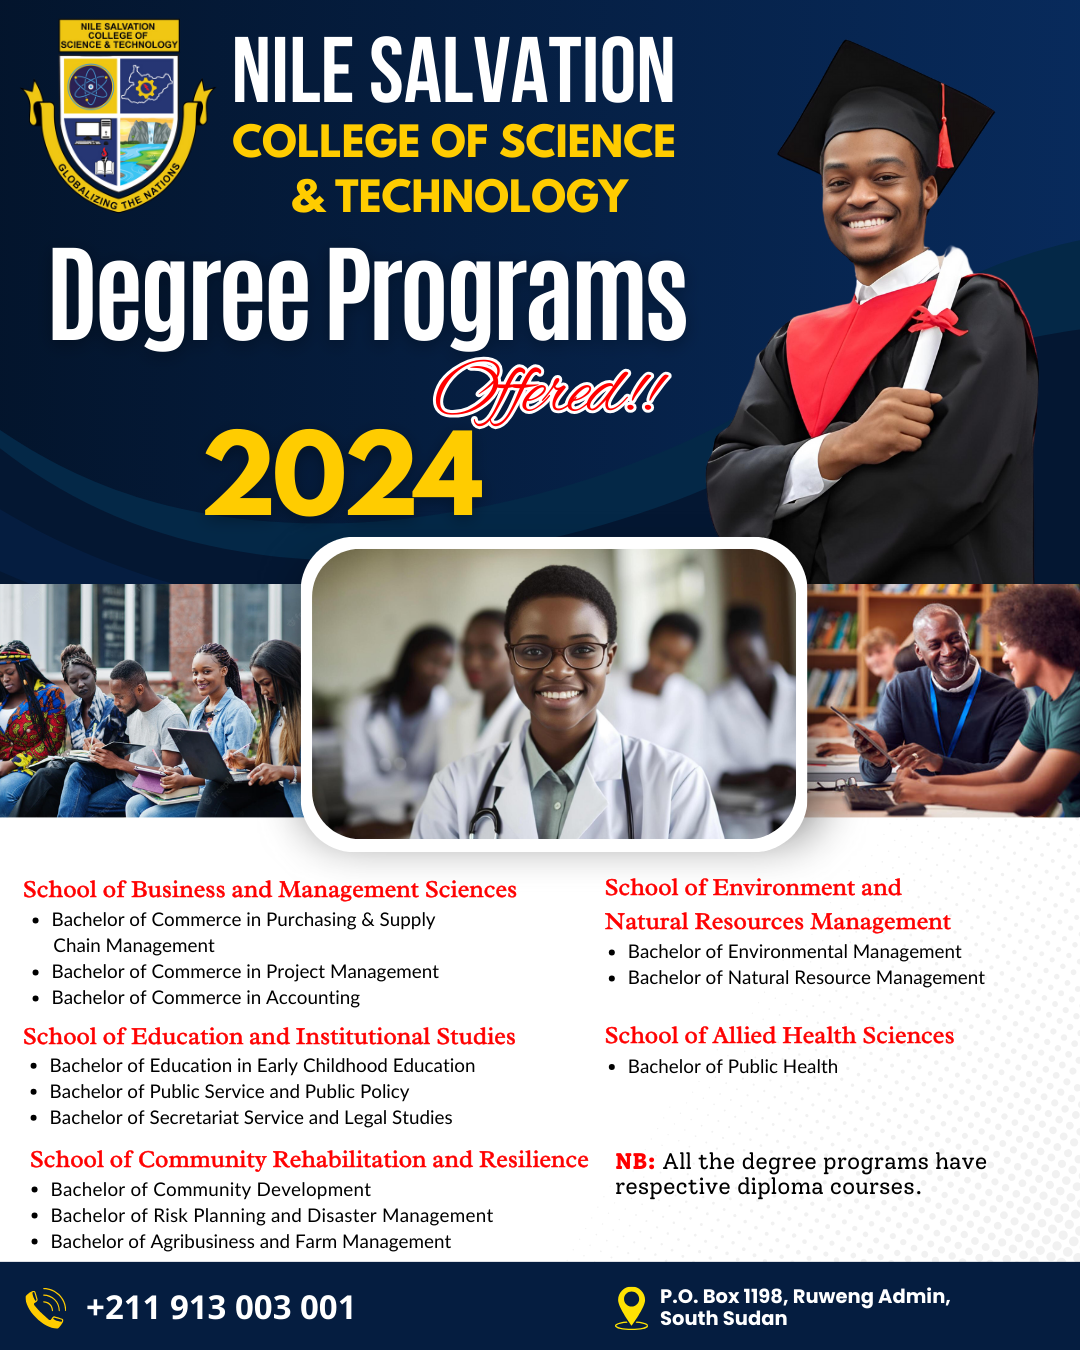 NILE SALVATION
COLLEGE OF
SCIENCE & TECHNOLOGY
GLOBALIZING THE NATIONS
NILE SALVATION
COLLEGE OF SCIENCE
& TECHNOLOGY
Degree Programs
Offered!!
2024
School of Business and Management Sciences
• Bachelor of Commerce in Purchasing & Supply
Chain Management
• Bachelor of Commerce in Project Management
• Bachelor of Commerce in Accounting
School of Education and Institutional Studies
• Bachelor of Education in Early Childhood Education
• Bachelor of Public Service and Public Policy
• Bachelor of Secretariat Service and Legal Studies
School of Community Rehabilitation and Resilience
• Bachelor of Community Development
• Bachelor of Risk Planning and Disaster Management
• Bachelor of Agribusiness and Farm Management
School of Environment and
Natural Resources Management
• Bachelor of Environmental Management
• Bachelor of Natural Resource Management
School of Allied Health Sciences
• Bachelor of Public Health
NB: All the degree programs have
respective diploma courses.
+211 913 003 001
P.O. Box 1198, Ruweng Admin,
South Sudan